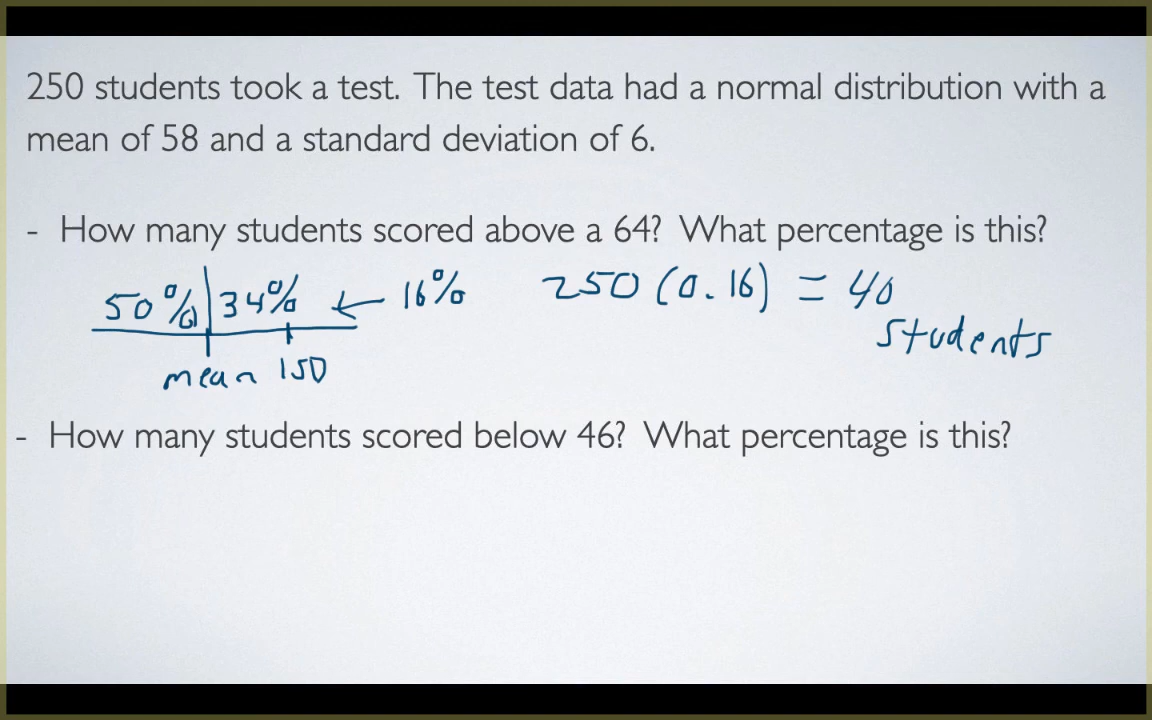 250 students took a test. The test data had a normal distribution with a
mean of 58 and a standard deviation of 6.
- How many students scored above a 64? What percentage is this?
50% 34% ← 16% 250 (0.16) = 40
students
mean 1SD
- How many students scored below 46? What percentage is this?